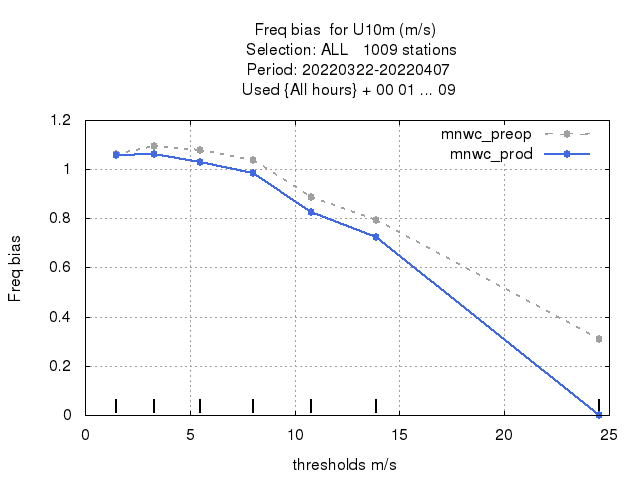 Freq bias  for U10m (m/s)
Selection: ALL   1009 stations
Period: 20220322-20220407
Used {All hours} + 00 01 ... 09
1.2
1
0.8
0.6
0.4
0.2
0
Freq bias
mnwc_preop
mnwc_prod
0 5 10 15 20 25
thresholds m/s